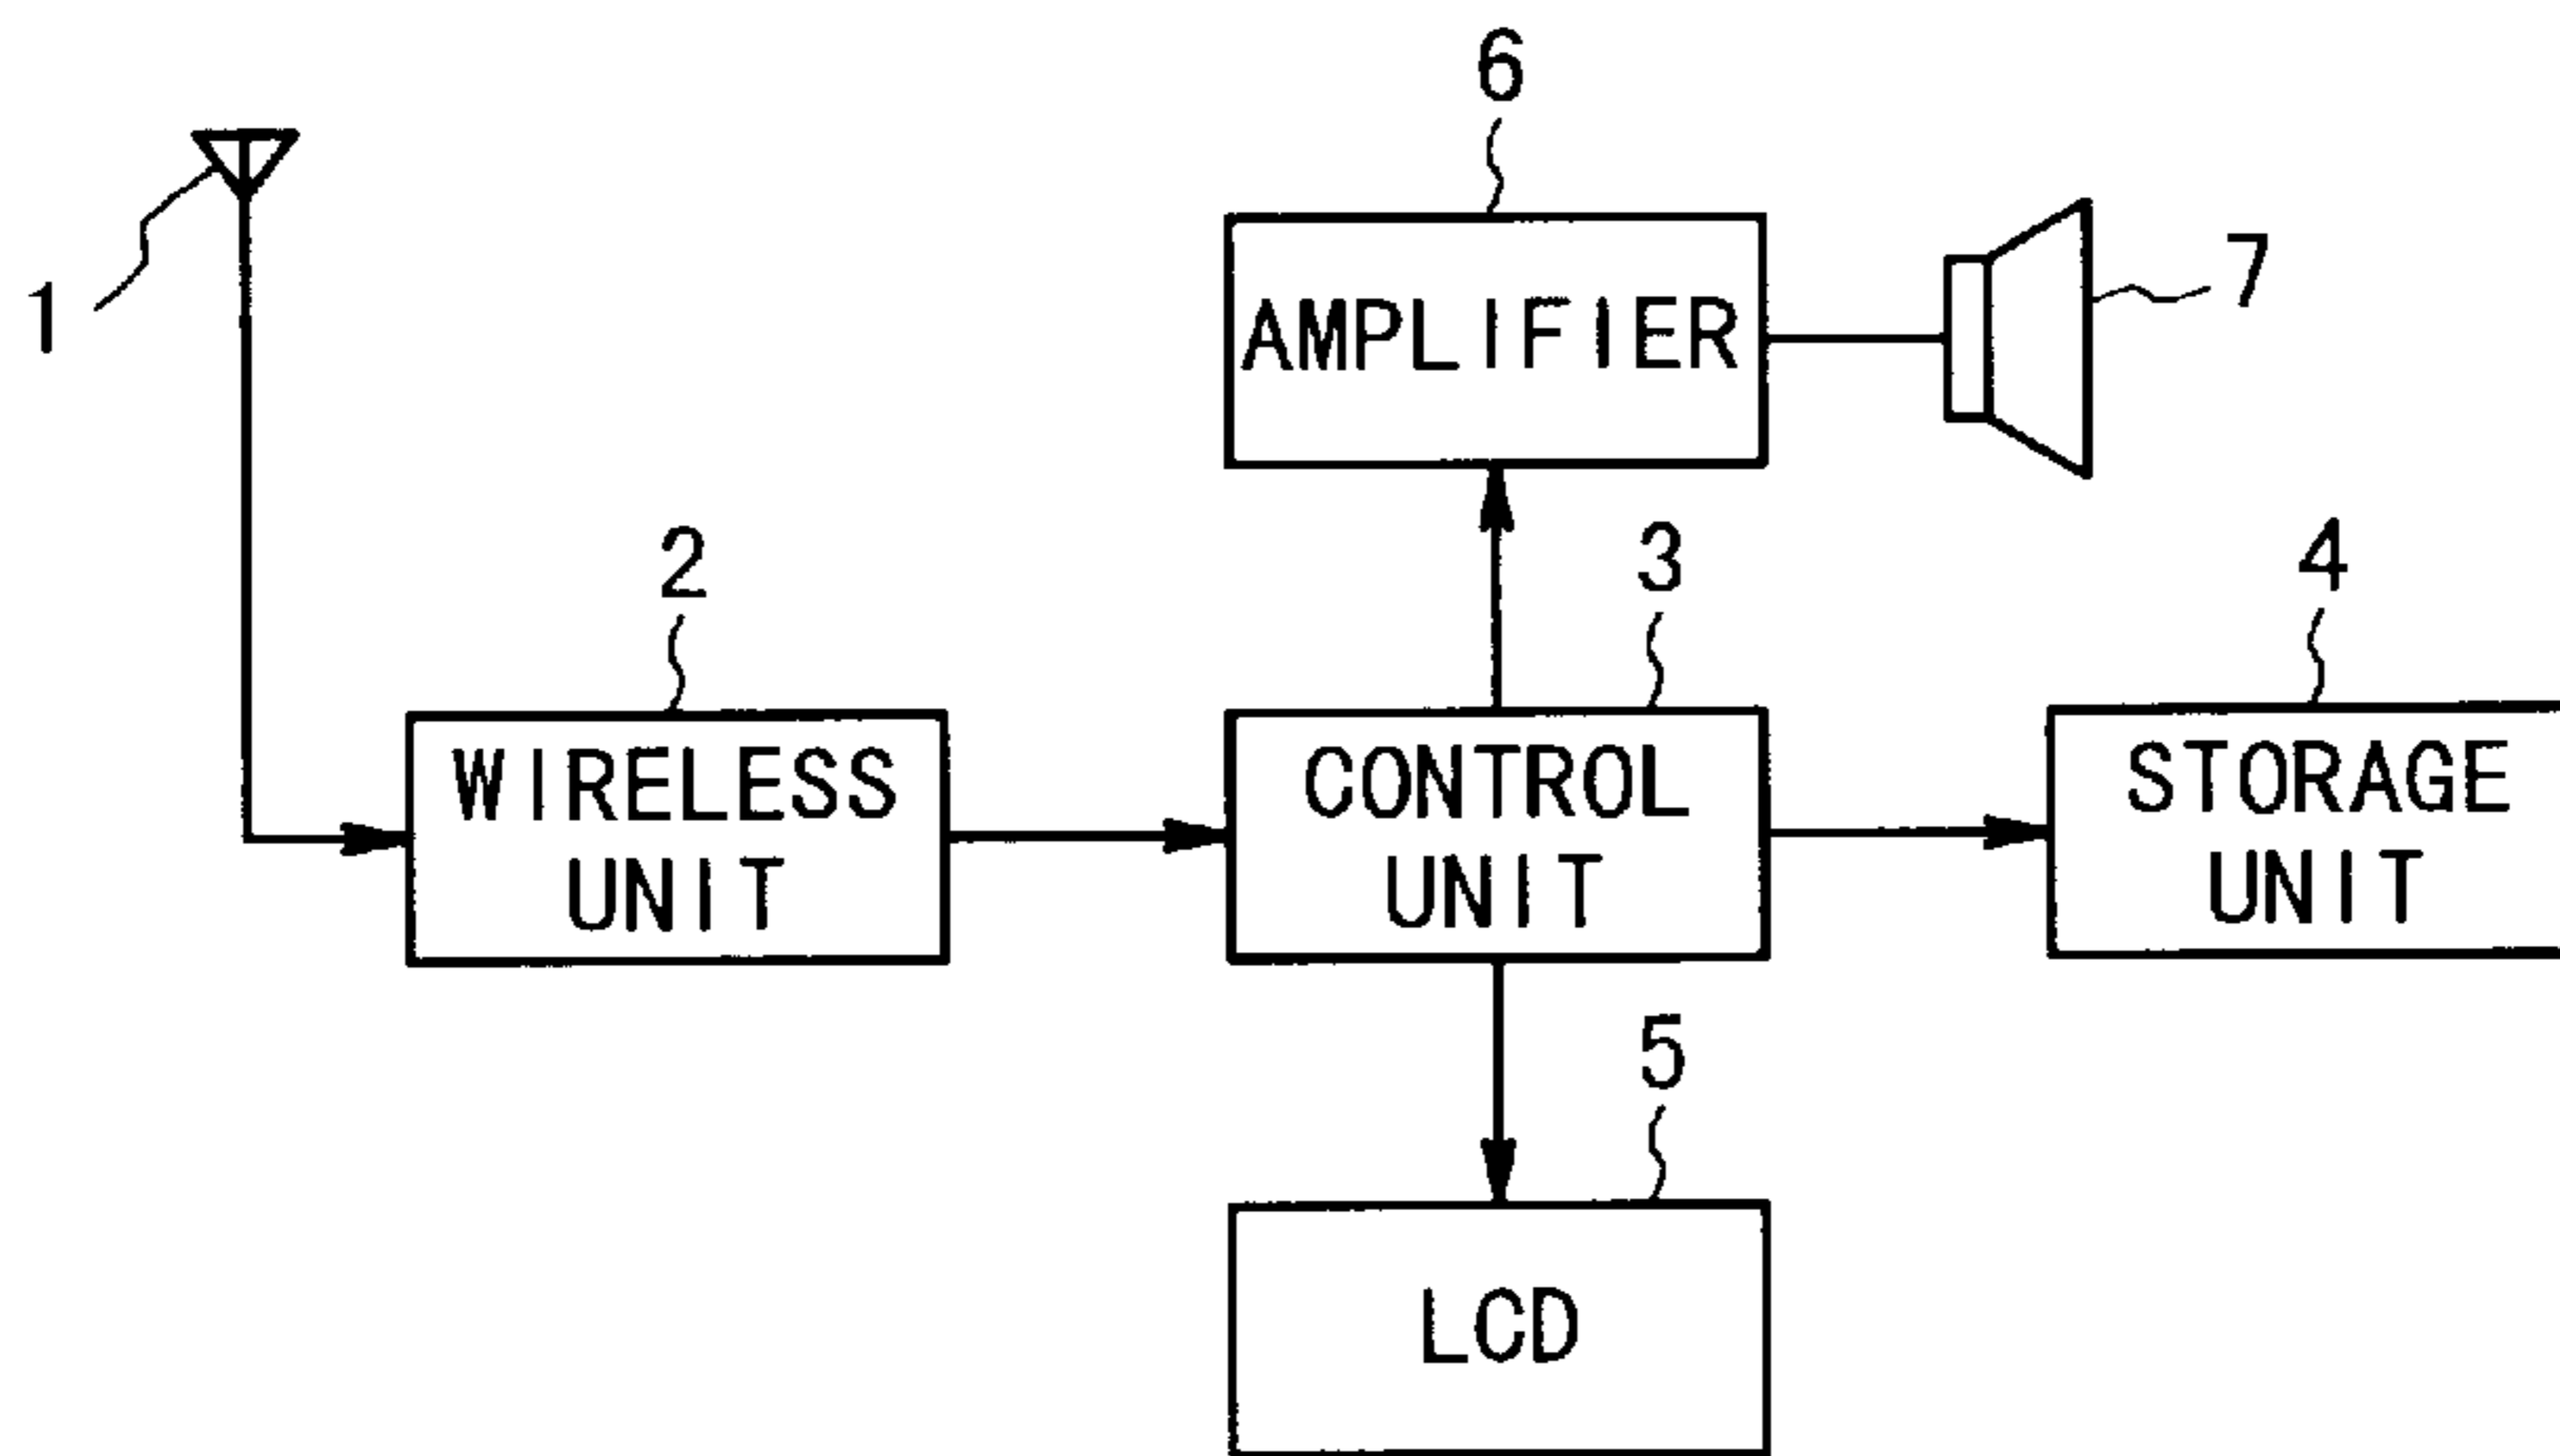 6
1
AMPLIFIER
7
2
3
4
WIRELESS
UNIT
CONTROL
UNIT
STORAGE
UNIT
5
LCD